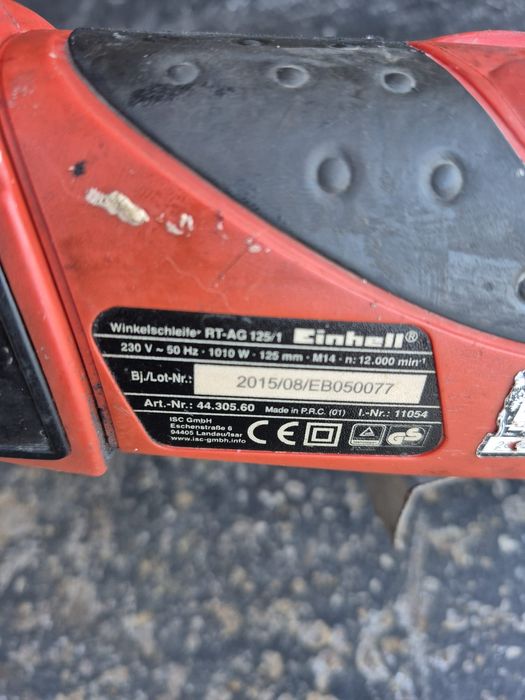 Winkelschleifer RT-AG 125/1 Einhell®
230 V ~ 50 Hz · 1010 W · 125 mm · M14 · n: 12.000 min⁻¹
Bj./Lot-Nr.: 2015/08/EB050077
Art.-Nr.: 44.305.60 Made in P.R.C. (01) I.-Nr.: 11054
ISC GmbH
Eschenstraße 6
94405 Landau/Isar
www.isc-gmbh.info
CE
GS